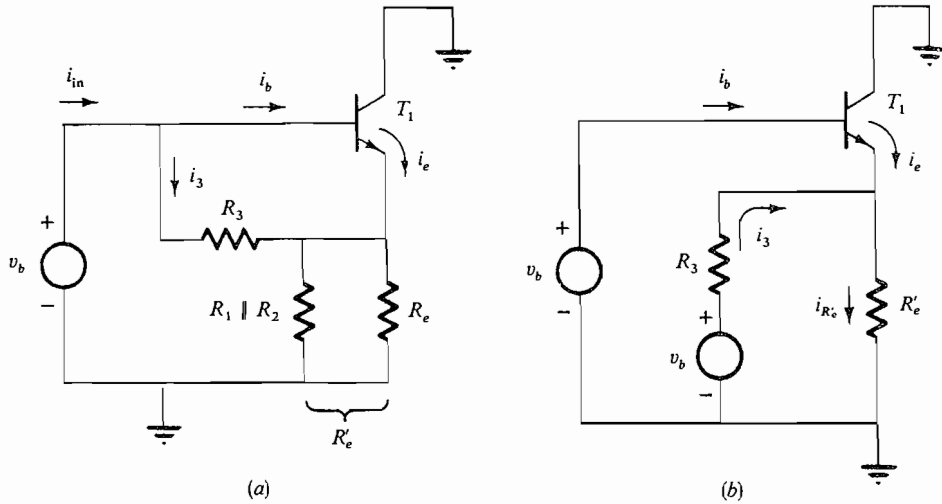 i_in
i_b
T_1
i_3
i_e
R_3
+
v_b
−
R_1 ∥ R_2
R_e
R'_e
(a)
i_b
T_1
i_e
i_3
+
v_b
−
R_3
+
v_b
−
i_{R'_e}
R'_e
(b)